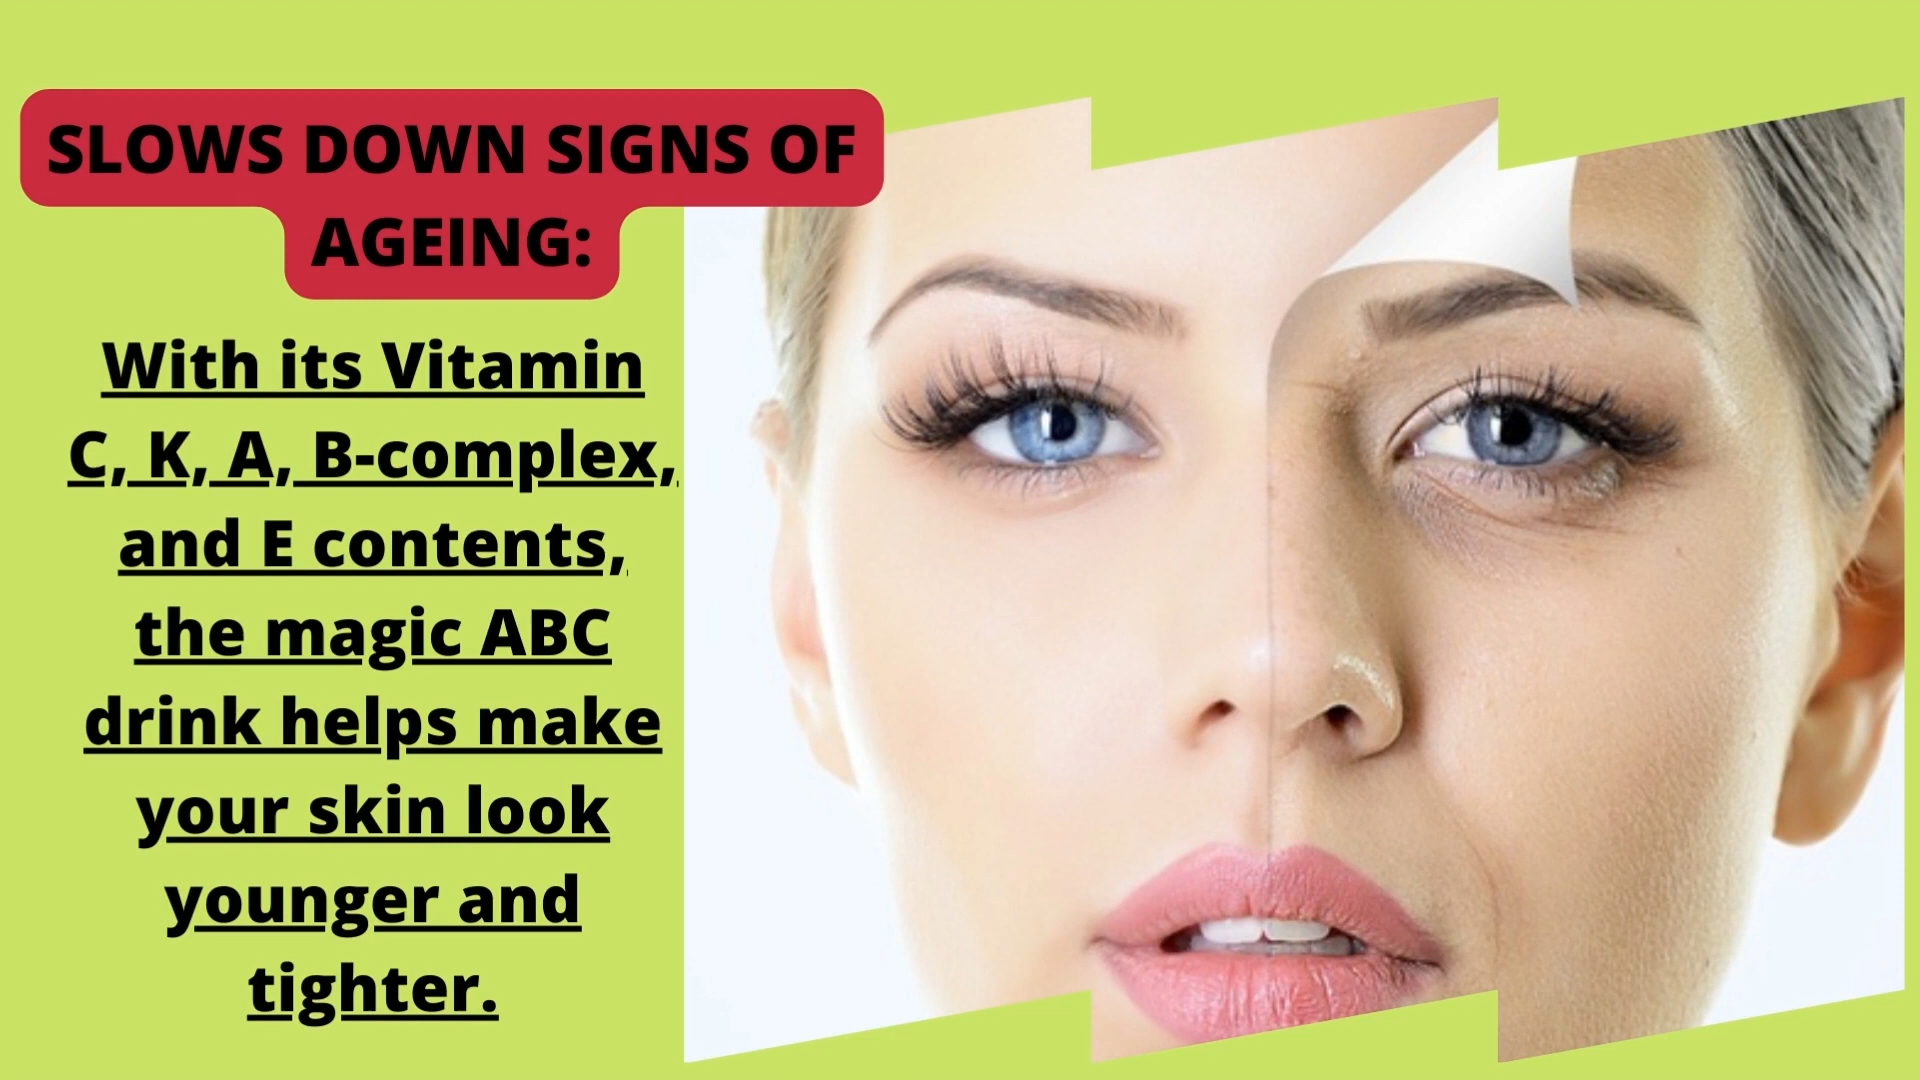 SLOWS DOWN SIGNS OF
AGEING:
With its Vitamin
C, K, A, B-complex,
and E contents,
the magic ABC
drink helps make
your skin look
younger and
tighter.